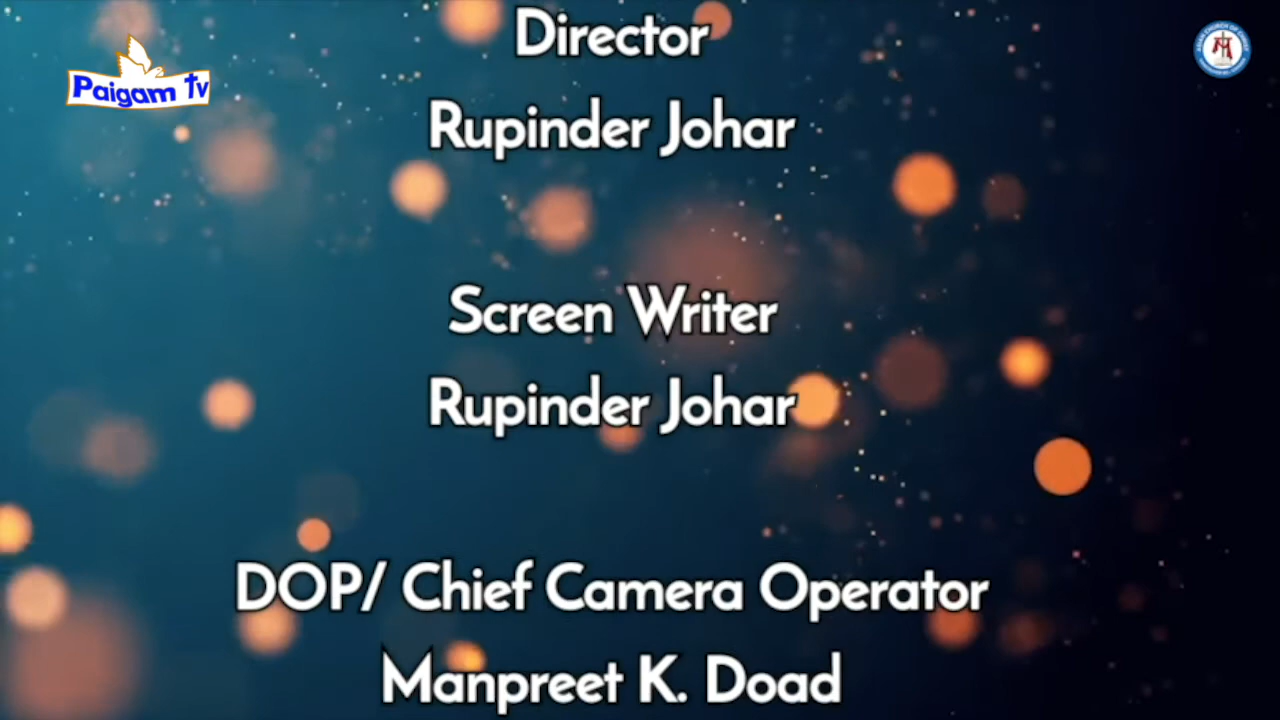 Director
Paigam Tv
Rupinder Johar
Screen Writer
Rupinder Johar
DOP/ Chief Camera Operator
Manpreet K. Doad